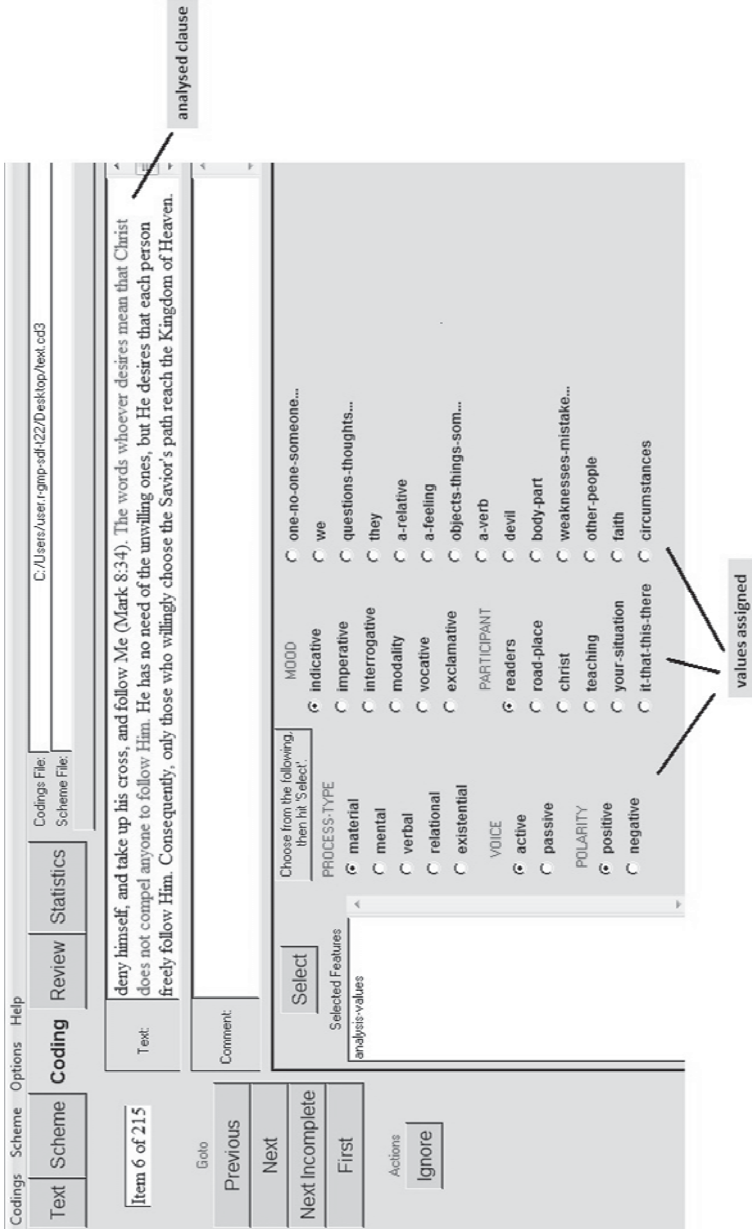 Codings Scheme Options Help
Text Scheme Coding Review Statistics
Codings File: C:/Users/user.r-gmp-sdf-t22/Desktop/text.cd3
Scheme File:
Item 6 of 215
Text:
deny himself, and take up his cross, and follow Me (Mark 8:34). The words whoever desires mean that Christ
does not compel anyone to follow Him. He has no need of the unwilling ones, but He desires that each person
freely follow Him. Consequently, only those who willingly choose the Savior's path reach the Kingdom of Heaven.
analysed clause
Goto
Previous
Next
Next Incomplete
First
Actions
Ignore
Comment:
Select
Selected Features
analysis-values
Choose from the following,
then hit 'Select'.
PROCESS-TYPE
material
mental
verbal
relational
existential
VOICE
active
passive
POLARITY
positive
negative
MOOD
indicative
imperative
interrogative
modality
vocative
exclamative
PARTICIPANT
readers
road-place
christ
teaching
your-situation
it-that-this-there
one-no-one-someone...
we
questions-thoughts...
they
a-relative
a-feeling
objects-things-som...
a-verb
devil
body-part
weaknesses-mistake...
other-people
faith
circumstances
values assigned